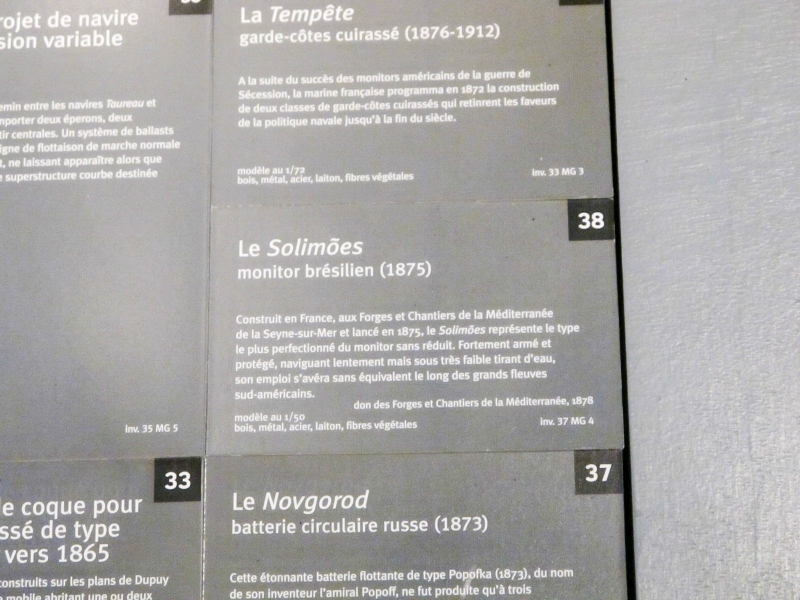 rojet de navire
sion variable
emin entre les navires Taureau et
mporter deux éperons, deux
tir centrales. Un système de ballasts
igne de flottaison de marche normale
t, ne laissant apparaître alors que
e superstructure courbe destinée
Inv. 35 MG 5
33
e coque pour
ssé de type
vers 1865
construits sur les plans de Dupuy
e mobile abritant une ou deux
La Tempête
garde-côtes cuirassé (1876-1912)
A la suite du succès des monitors américains de la guerre de
Sécession, la marine française programma en 1872 la construction
de deux classes de garde-côtes cuirassés qui retinrent les faveurs
de la politique navale jusqu'à la fin du siècle.
modèle au 1/72
bois, métal, acier, laiton, fibres végétales
Inv. 33 MG 3
38
Le Solimões
monitor brésilien (1875)
Construit en France, aux Forges et Chantiers de la Méditerranée
de la Seyne-sur-Mer et lancé en 1875, le Solimões représente le type
le plus perfectionné du monitor sans réduit. Fortement armé et
protégé, naviguant lentement mais sous très faible tirant d'eau,
son emploi s'avéra sans équivalent le long des grands fleuves
sud-américains.
don des Forges et Chantiers de la Méditerranée, 1878
modèle au 1/50
bois, métal, acier, laiton, fibres végétales
Inv. 37 MG 4
37
Le Novgorod
batterie circulaire russe (1873)
Cette étonnante batterie flottante de type Popofka (1873), du nom
de son inventeur l'amiral Popoff, ne fut produite qu'à trois